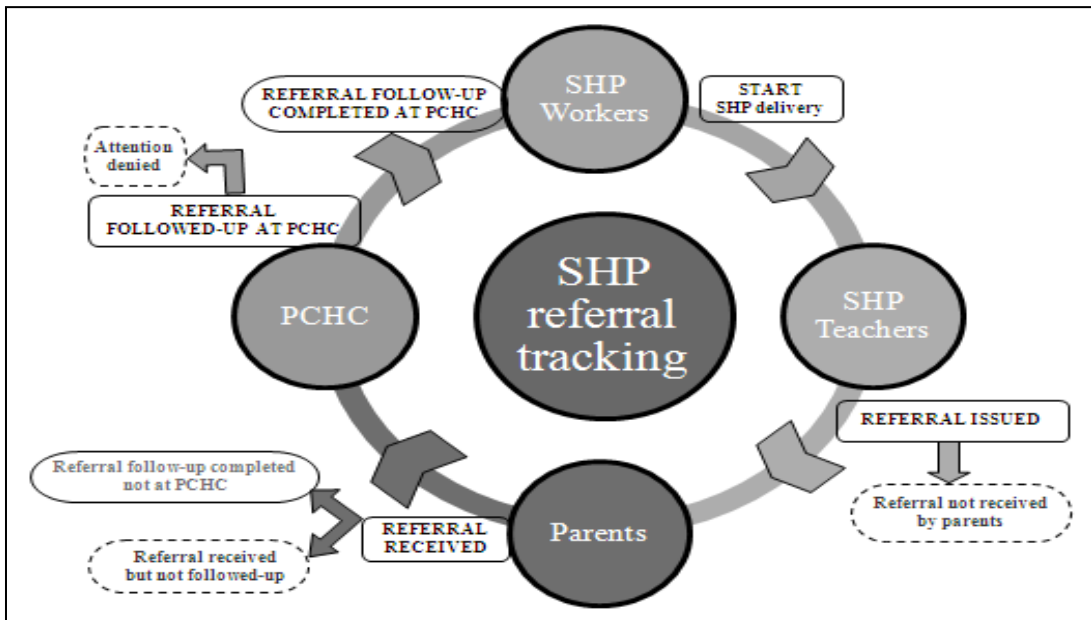 SHP
Workers
START
SHP delivery
REFERRAL FOLLOW-UP
COMPLETED AT PCHC
Attention
denied
REFERRAL
FOLLOWED-UP AT PCHC
PCHC
SHP
referral
tracking
SHP
Teachers
REFERRAL ISSUED
Referral not received
by parents
Parents
REFERRAL
RECEIVED
Referral follow-up completed
not at PCHC
Referral received
but not followed-up